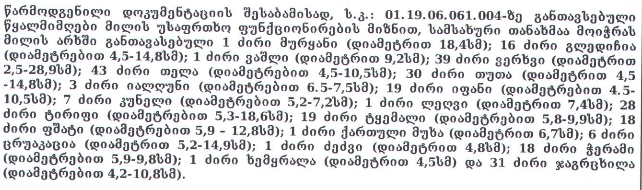 წარმოდგენილი დოკუმენტაციის შესაბამისად, ს.კ.: 01.19.06.061.004-ზე განთავსებული
წყალმიმღები მილის უსაფრთხო ფუნქციონირების მიზნით, სამსახური თანახმაა მოიჭრას
მილის არხში განთავსებული 1 ძირი მურყანი (დიამეტრით 18,4სმ) 16 ძირი გლედიჩია
(დიამეტრებით 4,5-14,8სმ); 1 ძირი ვაშლი (დიამეტრით 9,2სმ); 39 ძირი ვერხვი (დიამეტრით
2,5-28,9სმ); 43 ძირი თელა (დიამეტრებით 4,5-10,5სმ); 30 ძირი თუთა (დიამეტრით 4,5
-14,8სმ); 3 ძირი იალღუნი (დიამეტრებით 6.5-7,5სმ); 19 ძირი იფანი (დიამეტრებით 4.5-
10,5სმ); 7 ძირი კუნელი (დიამეტრებით 5,2-7,2სმ); 1 ძირი ლეღვი (დიამეტრით 7,4სმ); 28
ძირი ტირიფი (დიამეტრებით 5,3-18,6სმ); 19 ძირი ტყემალი (დიამეტრებით 5,8-9,9სმ); 18
ძირი ფშატი (დიამეტრებით 5,9 – 12,8სმ); 1 ძირი ქართული მუხა (დიამეტრით 6,7სმ); 6 ძირი
ცრუაკაცია (დიამეტრით 5,2-14,9სმ); 1 ძირი ძეძვი (დიამეტრით 4,8სმ); 18 ძირი ჭერამი
(დიამეტრებით 5,9-9,8სმ); 1 ძირი ხემყრალა (დიამეტრით 4,5სმ) და 31 ძირი ჯაგრცხილა
(დიამეტრებით 4,2-10,8სმ).